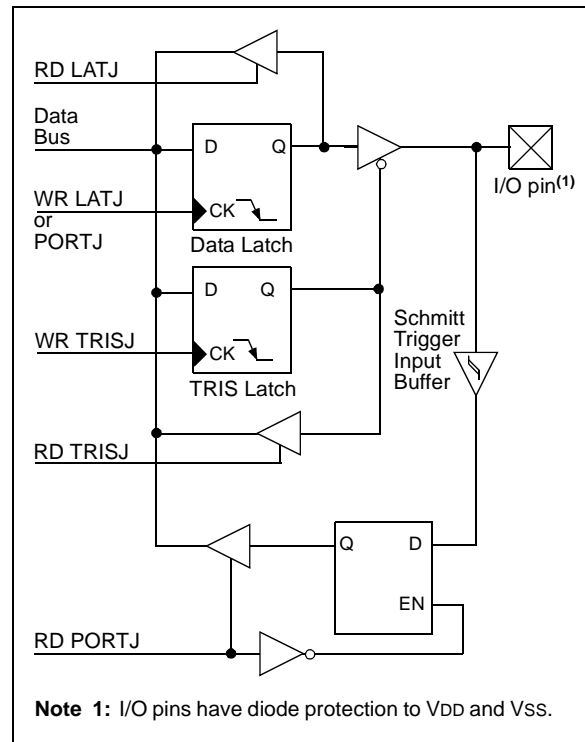 RD LATJ
Data
Bus
D Q
WR LATJ
or
PORTJ
CK
Data Latch
I/O pin(1)
D Q
WR TRISJ
CK
TRIS Latch
Schmitt
Trigger
Input
Buffer
RD TRISJ
Q D
EN
RD PORTJ
Note 1: I/O pins have diode protection to VDD and VSS.